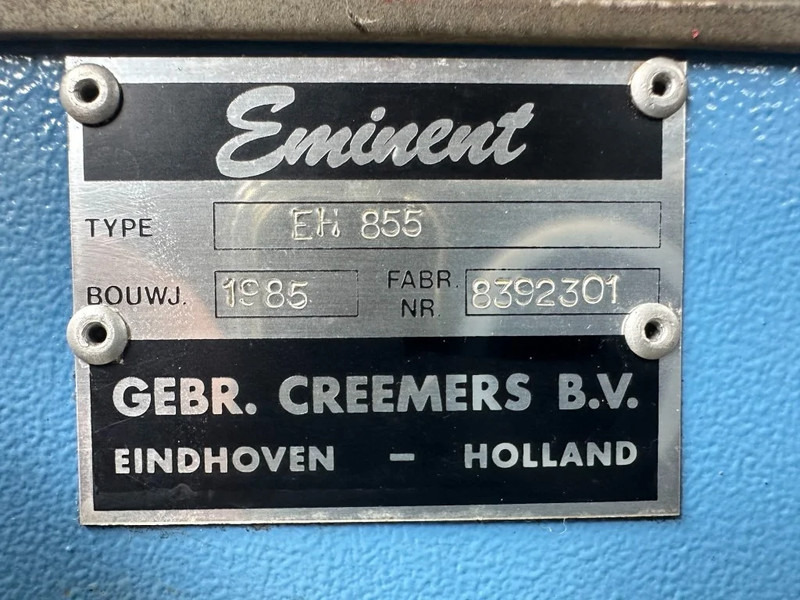 Eminent
TYPE EH 855
BOUWJ. 1985 FABR. NR. 8392301
GEBR. CREEMERS B.V.
EINDHOVEN – HOLLAND